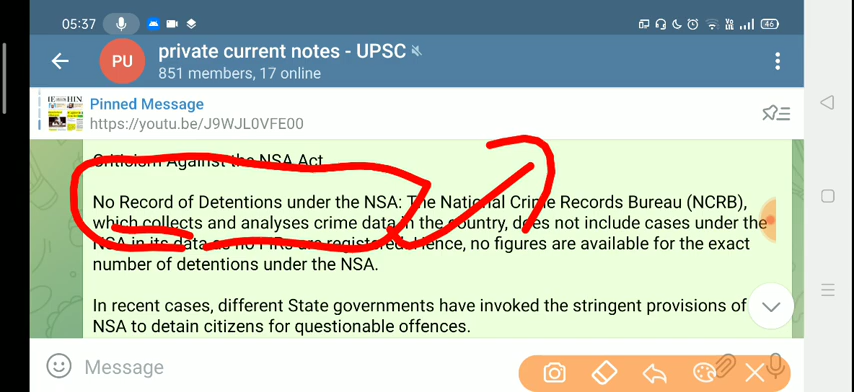 05:37
46
PU
private current notes - UPSC
851 members, 17 online
Pinned Message
https://youtu.be/J9WJL0VFE00
Criticism Against the NSA Act
No Record of Detentions under the NSA: The National Crime Records Bureau (NCRB),
which collects and analyses crime data in the country, does not include cases under the
NSA in its data as no FIRs are registered. Hence, no figures are available for the exact
number of detentions under the NSA.
In recent cases, different State governments have invoked the stringent provisions of
NSA to detain citizens for questionable offences.
Message